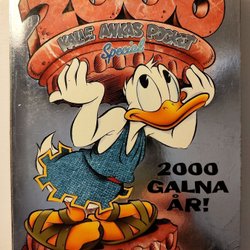 2000
KALLE ANKAS POCKET
Special
2000
GALNA
ÅR!